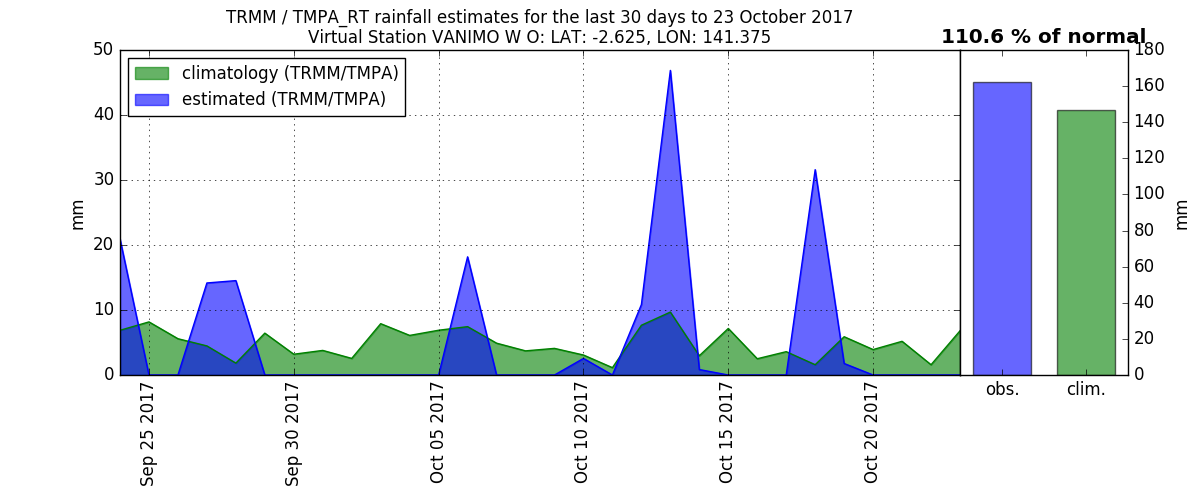 TRMM / TMPA_RT rainfall estimates for the last 30 days to 23 October 2017
Virtual Station VANIMO W O: LAT: -2.625, LON: 141.375
110.6 % of normal
climatology (TRMM/TMPA)
estimated (TRMM/TMPA)
50
40
30
20
10
0
mm
Sep 25 2017
Sep 30 2017
Oct 05 2017
Oct 10 2017
Oct 15 2017
Oct 20 2017
180
160
140
120
100
80
60
40
20
0
mm
obs.
clim.